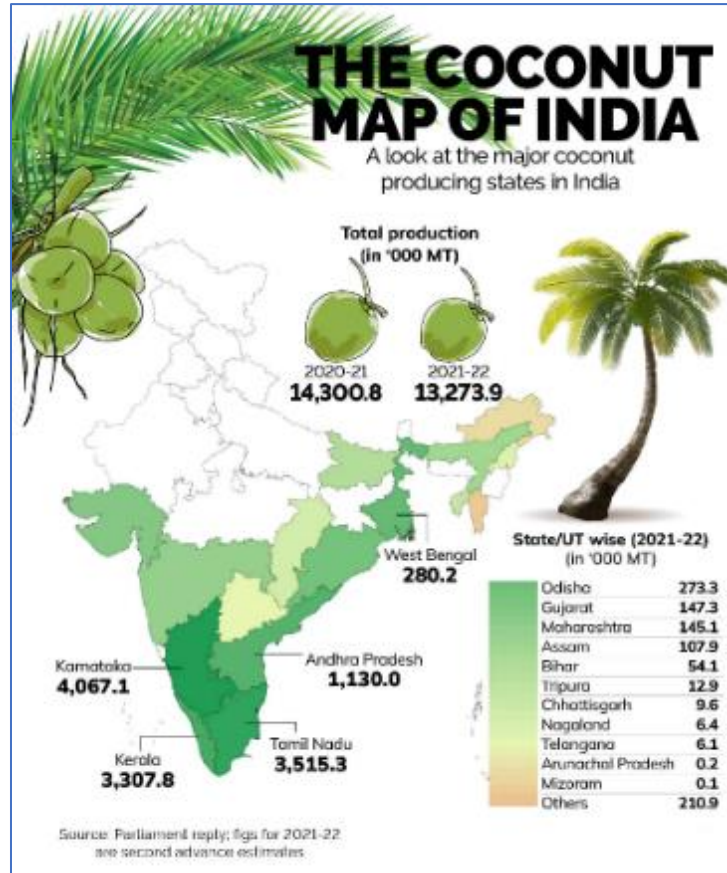 THE COCONUT
MAP OF INDIA
A look at the major coconut
producing states in India
Total production
(in '000 MT)
2020-21
14,300.8
2021-22
13,273.9
West Bengal
280.2
Karnataka
4,067.1
Andhra Pradesh
1,130.0
Kerala
3,307.8
Tamil Nadu
3,515.3
State/UT wise (2021-22)
(in '000 MT)
Odisha 273.3
Gujarat 147.3
Maharashtra 145.1
Assam 107.9
Bihar 54.1
Tripura 12.9
Chhattisgarh 9.6
Nagaland 6.4
Telangana 6.1
Arunachal Pradesh 0.2
Mizoram 0.1
Others 210.9
Source: Parliament reply; figs for 2021-22
are second advance estimates